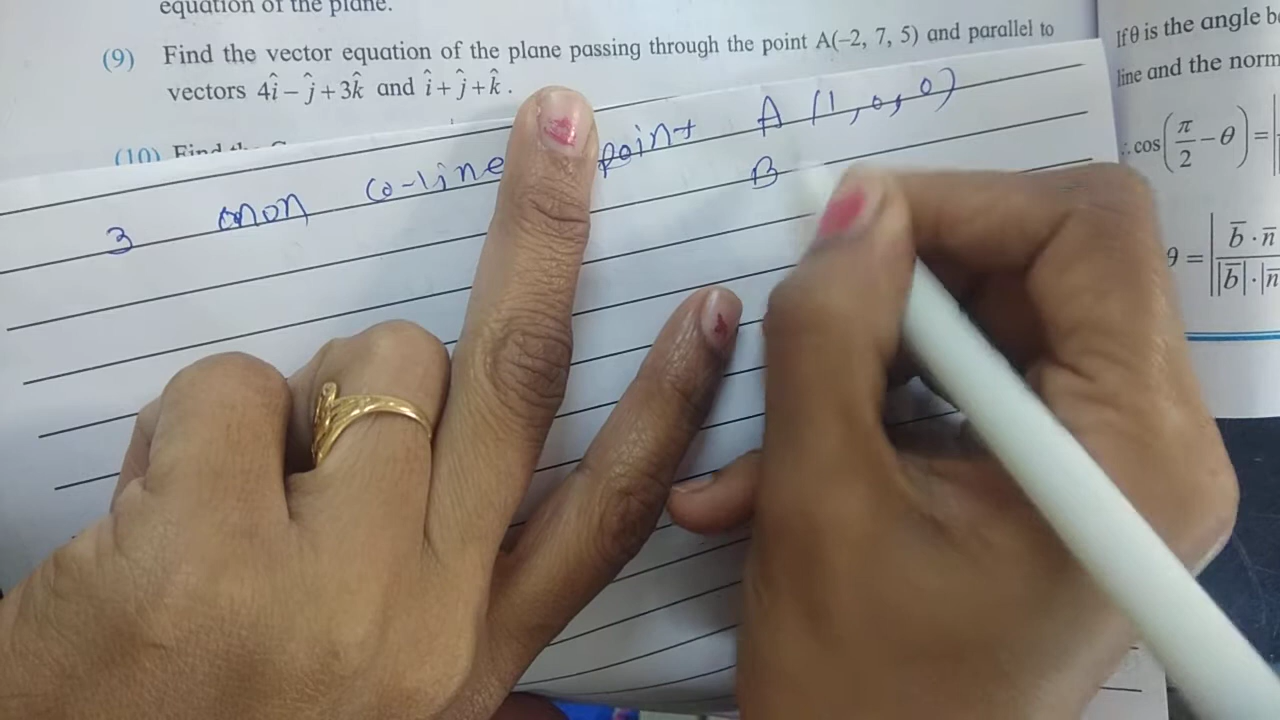 equation of the plane.
(9) Find the vector equation of the plane passing through the point A(–2, 7, 5) and parallel to
vectors 4î – ĵ + 3k̂ and î + ĵ + k̂ .
(10) Find
3 non co-line point A (1, 0, 0)
B
If θ is the angle
line and the norm
∴ cos(π/2 – θ) =
θ = | b̄ · n̄ / |b̄| · |n̄